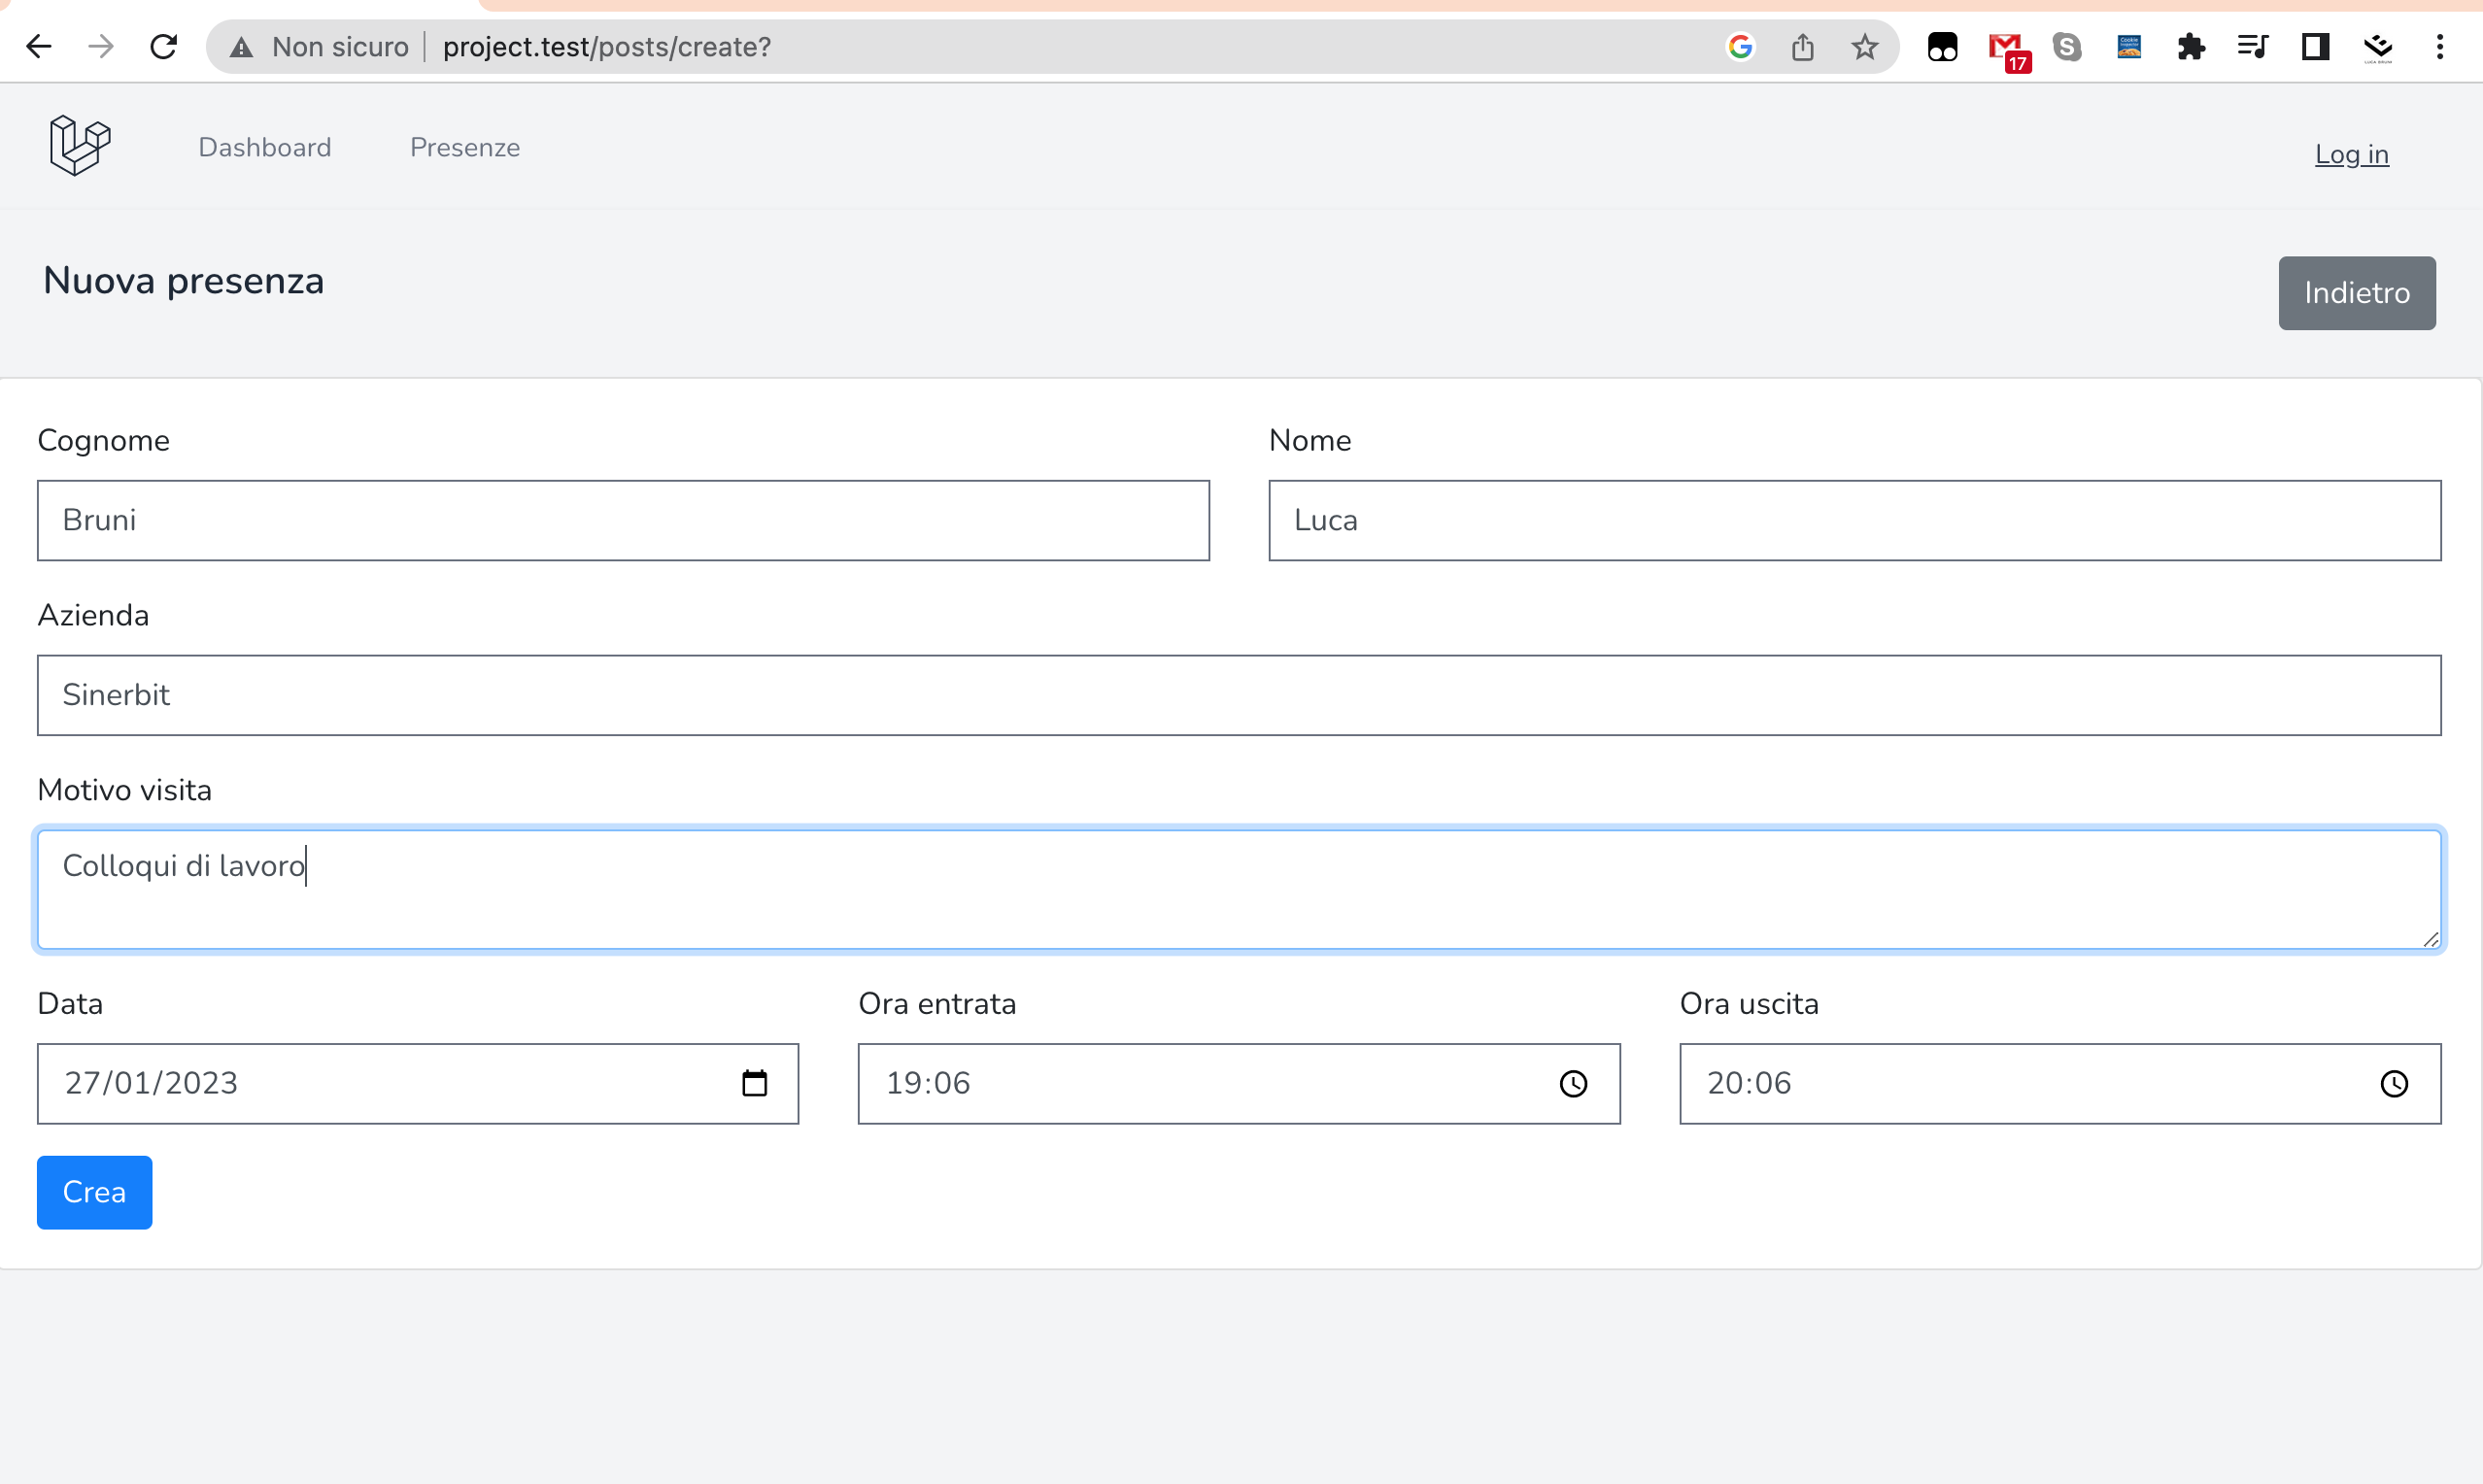 Non sicuro project.test/posts/create?
17
Dashboard Presenze Log in
Nuova presenza Indietro
Cognome Nome
Bruni Luca
Azienda
Sinerbit
Motivo visita
Colloqui di lavoro
Data Ora entrata Ora uscita
27/01/2023 19:06 20:06
Crea